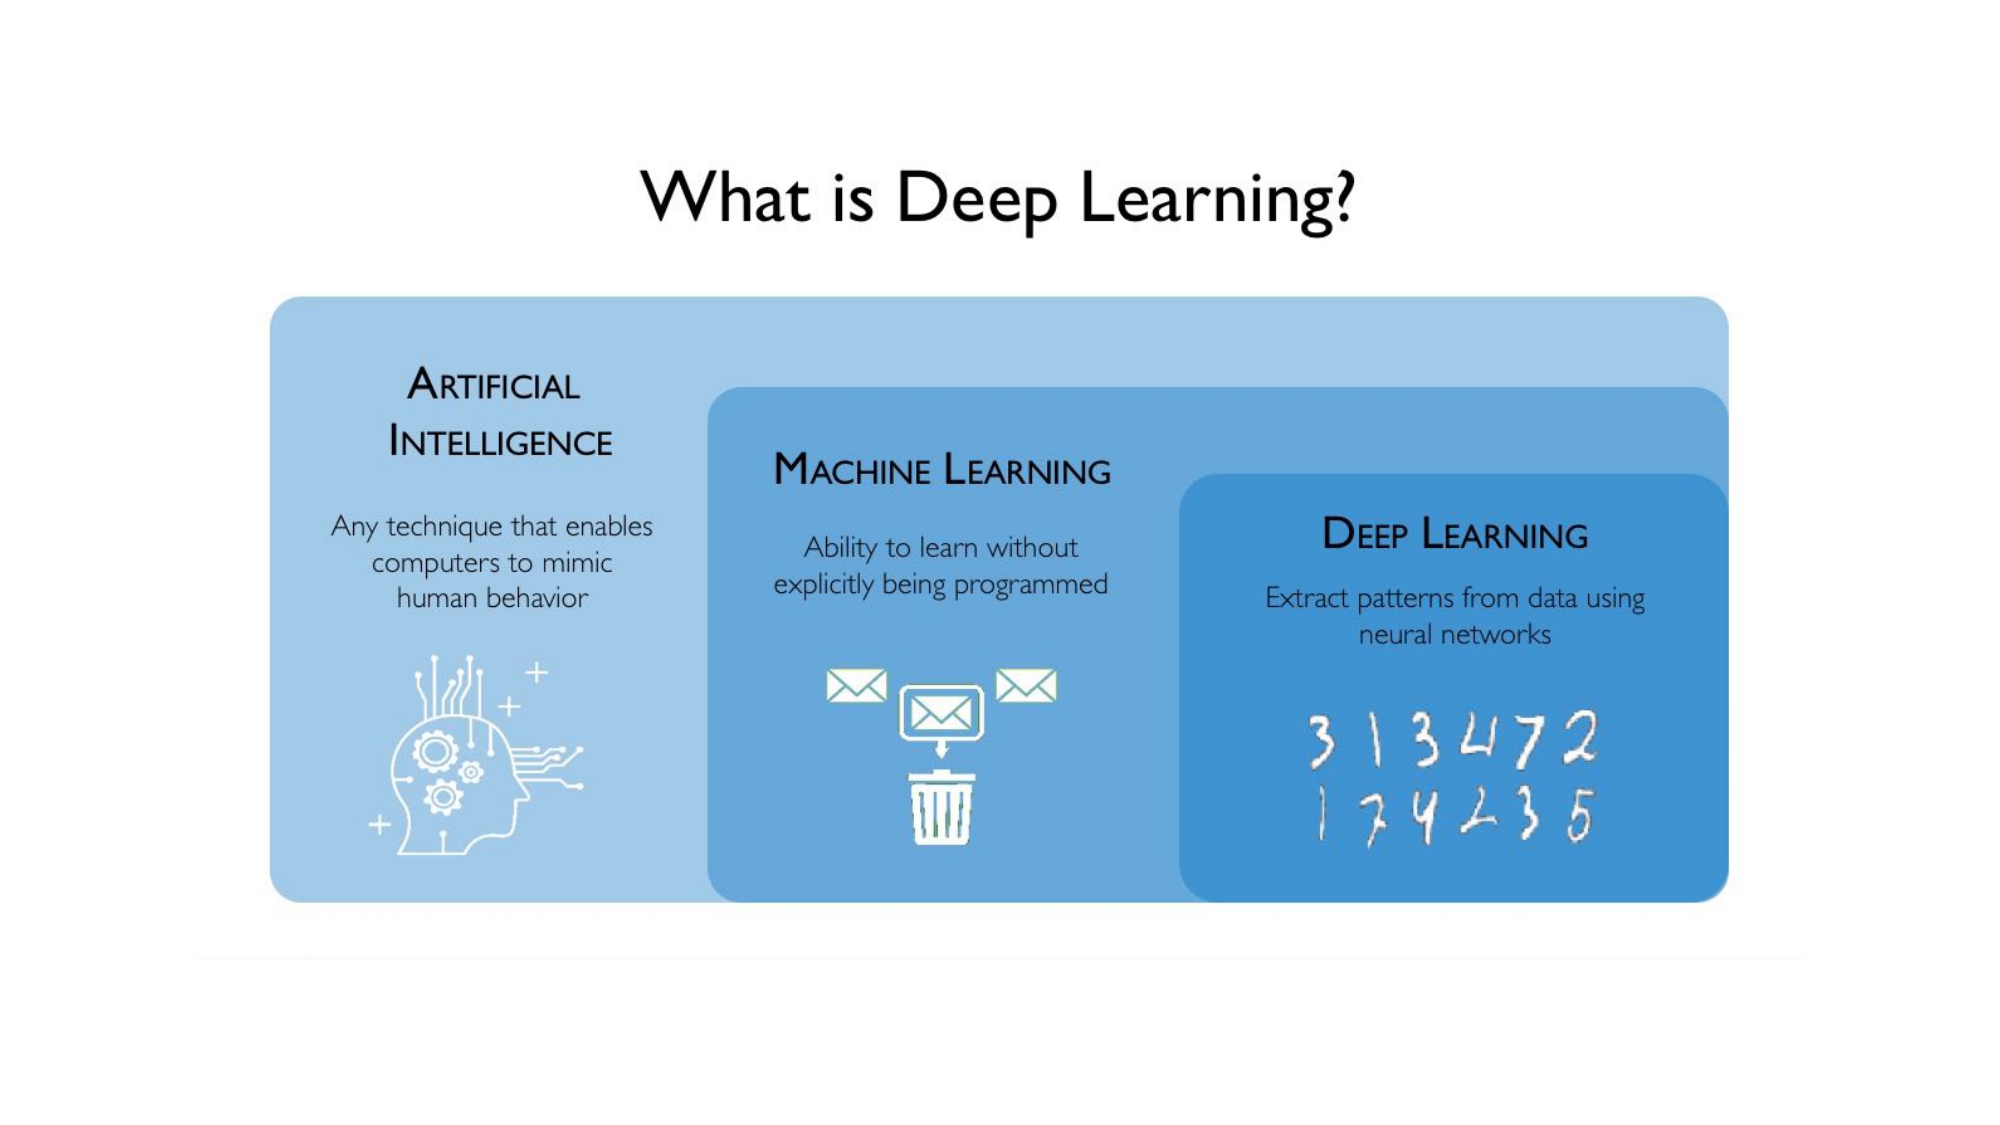 What is Deep Learning?
ARTIFICIAL
INTELLIGENCE
Any technique that enables
computers to mimic
human behavior
MACHINE LEARNING
Ability to learn without
explicitly being programmed
DEEP LEARNING
Extract patterns from data using
neural networks
3 1 3 4 7 2
1 7 4 2 3 5